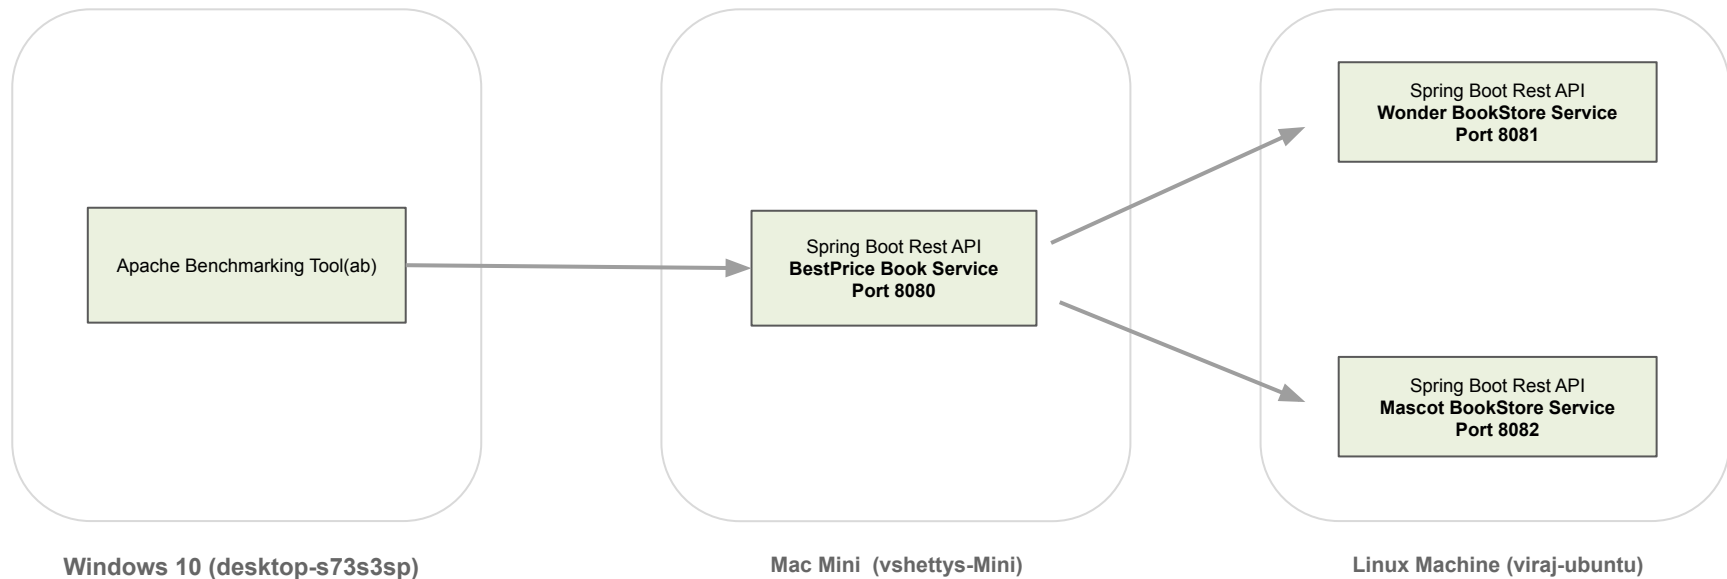 Apache Benchmarking Tool(ab)
Windows 10 (desktop-s73s3sp)
Spring Boot Rest API
BestPrice Book Service
Port 8080
Mac Mini  (vshettys-Mini)
Spring Boot Rest API
Wonder BookStore Service
Port 8081
Spring Boot Rest API
Mascot BookStore Service
Port 8082
Linux Machine (viraj-ubuntu)